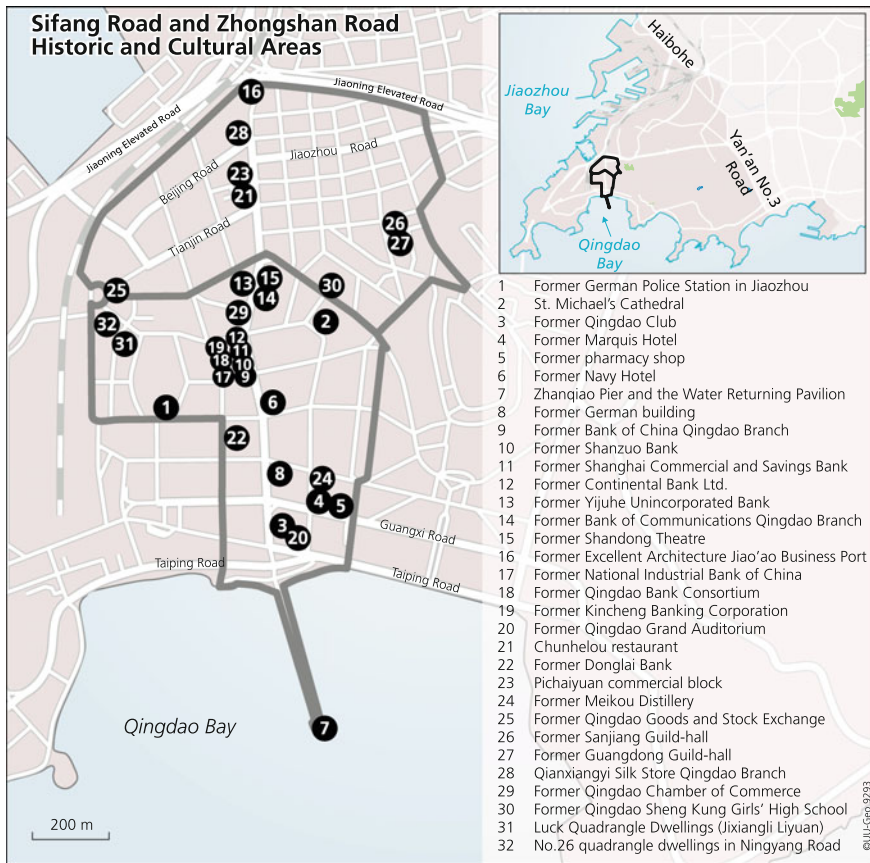 Sifang Road and Zhongshan Road
Historic and Cultural Areas
Jiaoning Elevated Road
Jiaoning Elevated Road
Jiaozhou Road
Beijing Road
Tianjin Road
Guangxi Road
Taiping Road
Taiping Road
Qingdao Bay
200 m
16
28
23
21
26
27
25
13
15
14
30
29
2
32
31
19
12
11
18
10
17
9
1
6
22
8
24
4
5
3
20
7
Haibohe
Jiaozhou
Bay
Yan'an No.3
Road
Qingdao
Bay
1 Former German Police Station in Jiaozhou
2 St. Michael's Cathedral
3 Former Qingdao Club
4 Former Marquis Hotel
5 Former pharmacy shop
6 Former Navy Hotel
7 Zhanqiao Pier and the Water Returning Pavilion
8 Former German building
9 Former Bank of China Qingdao Branch
10 Former Shanzuo Bank
11 Former Shanghai Commercial and Savings Bank
12 Former Continental Bank Ltd.
13 Former Yijuhe Unincorporated Bank
14 Former Bank of Communications Qingdao Branch
15 Former Shandong Theatre
16 Former Excellent Architecture Jiao'ao Business Port
17 Former National Industrial Bank of China
18 Former Qingdao Bank Consortium
19 Former Kincheng Banking Corporation
20 Former Qingdao Grand Auditorium
21 Chunhelou restaurant
22 Former Donglai Bank
23 Pichaiyuan commercial block
24 Former Meikou Distillery
25 Former Qingdao Goods and Stock Exchange
26 Former Sanjiang Guild-hall
27 Former Guangdong Guild-hall
28 Qianxiangyi Silk Store Qingdao Branch
29 Former Qingdao Chamber of Commerce
30 Former Qingdao Sheng Kung Girls' High School
31 Luck Quadrangle Dwellings (Jixiangli Liyuan)
32 No.26 quadrangle dwellings in Ningyang Road
©UU-Geo 9293